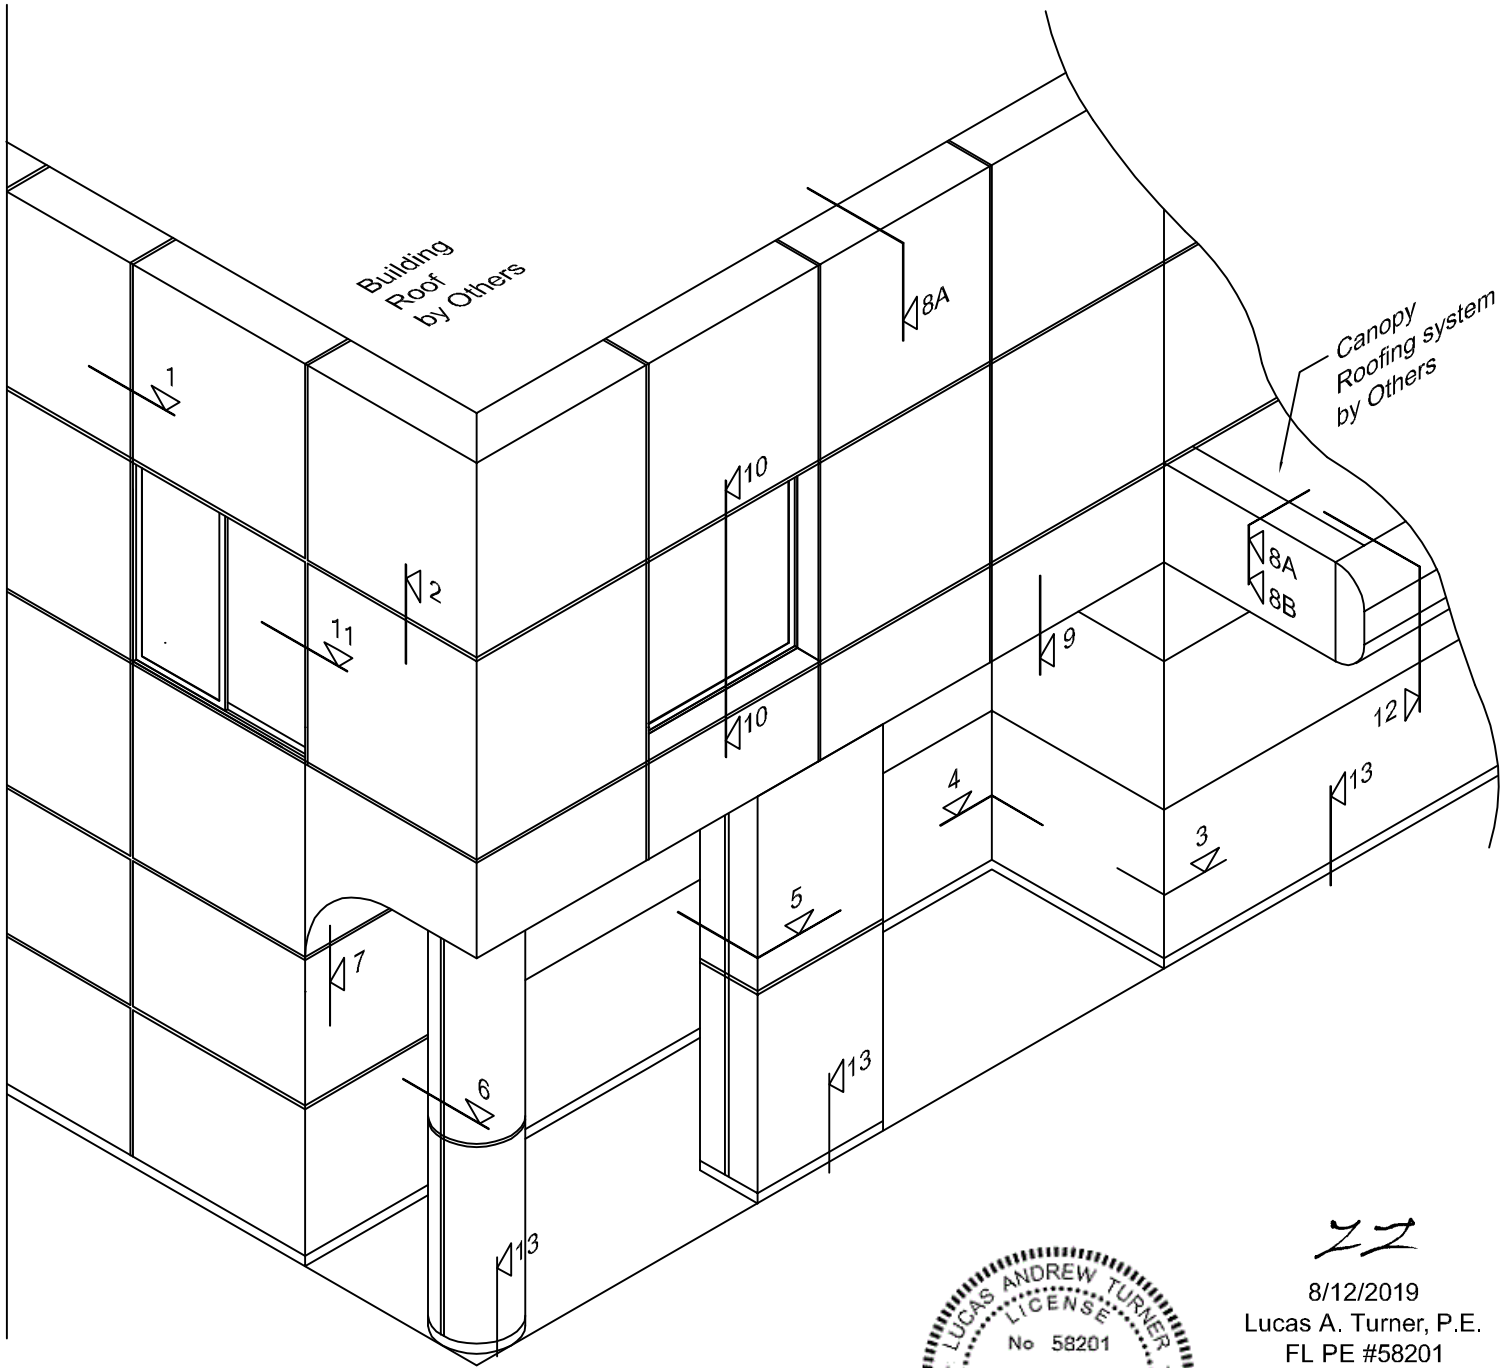 Building
Roof
by Others
8A
1
Canopy
Roofing system
by Others
10
2
8A
8B
11
9
10
12
4
13
3
5
7
13
6
13
LUCAS ANDREW TURNER
LICENSE
No 58201
8/12/2019
Lucas A. Turner, P.E.
FL PE #58201